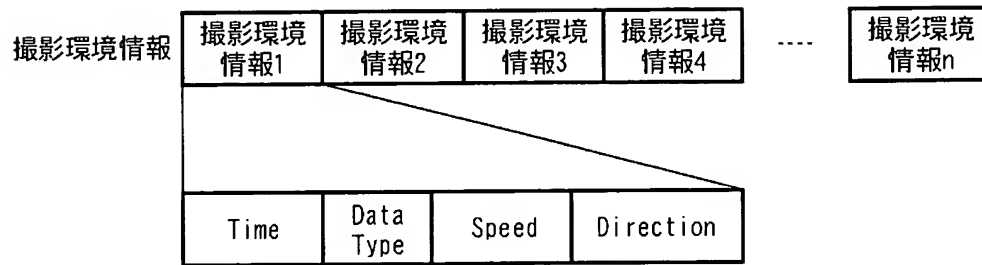 撮影環境情報
撮影環境
情報1
撮影環境
情報2
撮影環境
情報3
撮影環境
情報4
----
撮影環境
情報n
Time
Data
Type
Speed
Direction